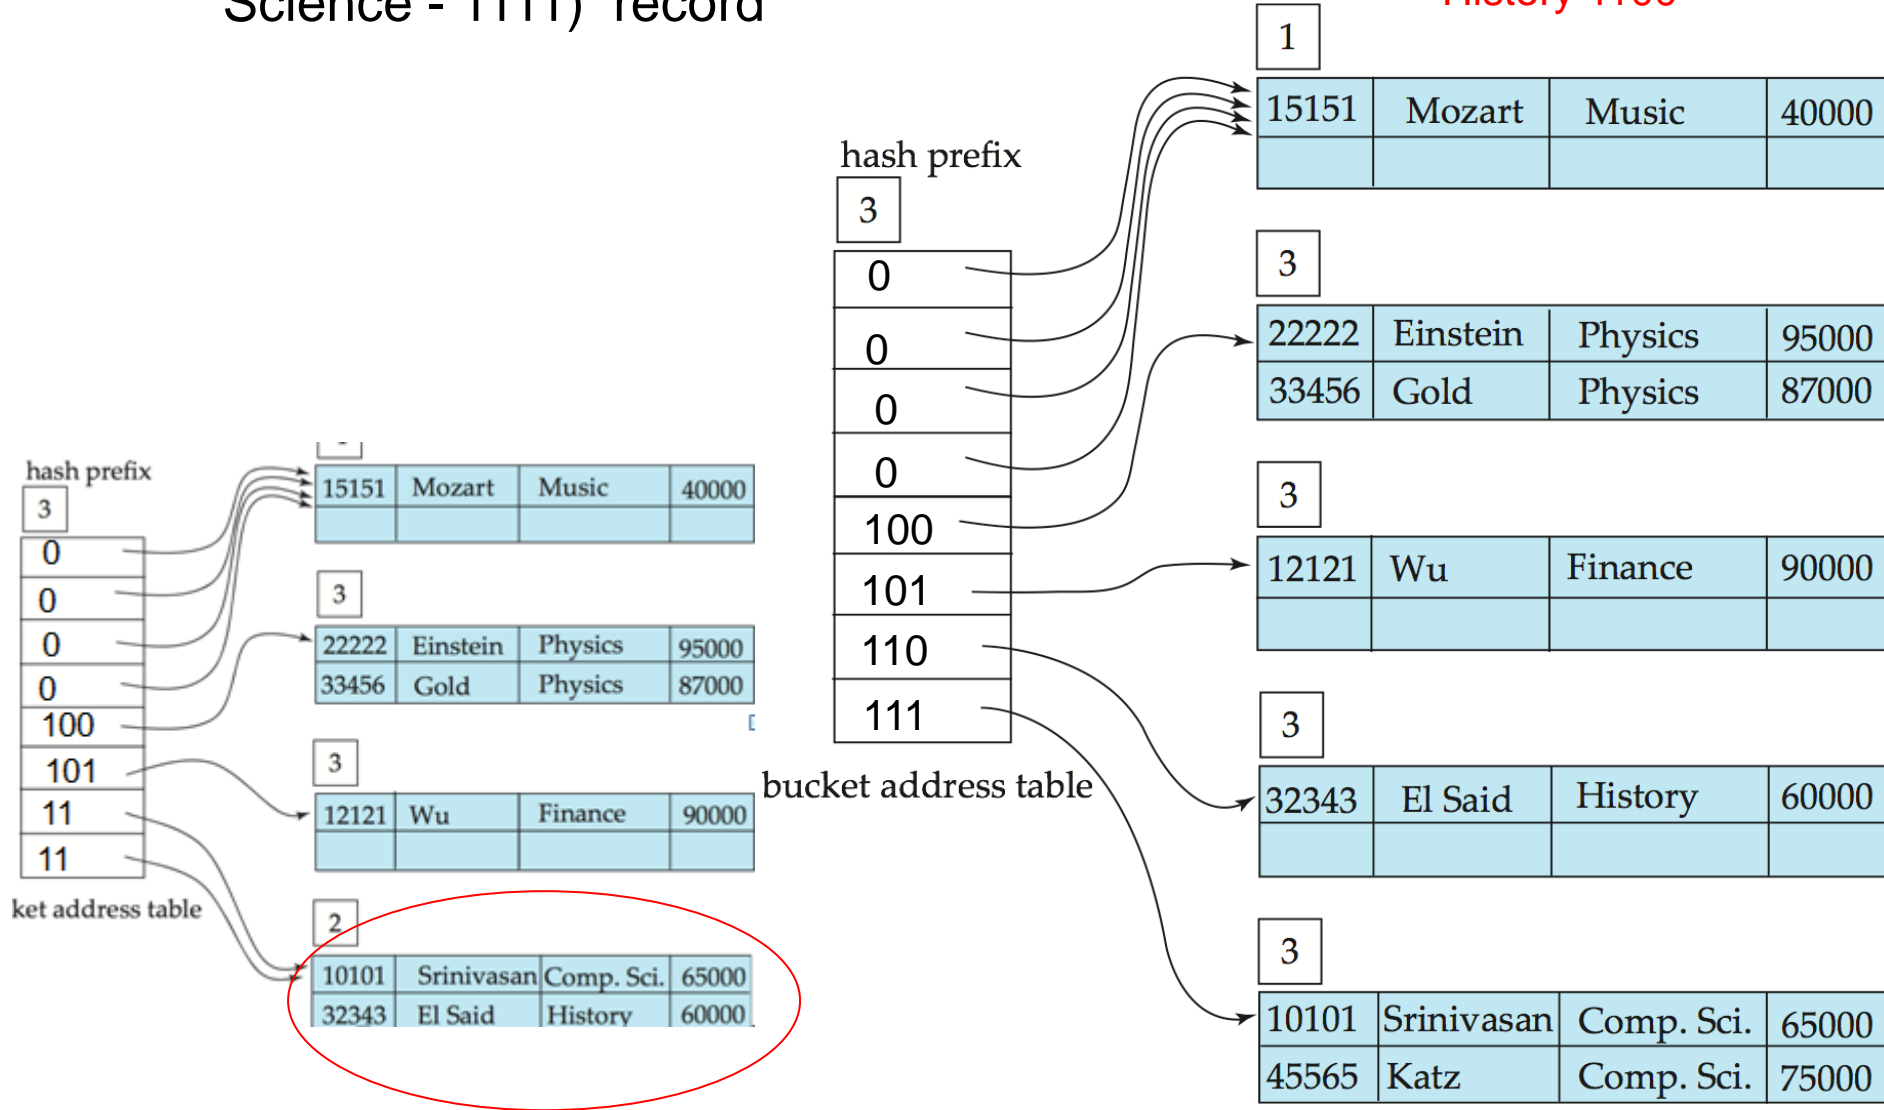 Science - 1111) record
hash prefix
3
0
0
0
0
100
101
11
11
ket address table
15151 Mozart Music 40000
3
22222 Einstein Physics 95000
33456 Gold Physics 87000
3
12121 Wu Finance 90000
2
10101 Srinivasan Comp. Sci. 65000
32343 El Said History 60000
hash prefix
3
0
0
0
0
100
101
110
111
bucket address table
History 1100
1
15151 Mozart Music 40000
3
22222 Einstein Physics 95000
33456 Gold Physics 87000
3
12121 Wu Finance 90000
3
32343 El Said History 60000
3
10101 Srinivasan Comp. Sci. 65000
45565 Katz Comp. Sci. 75000